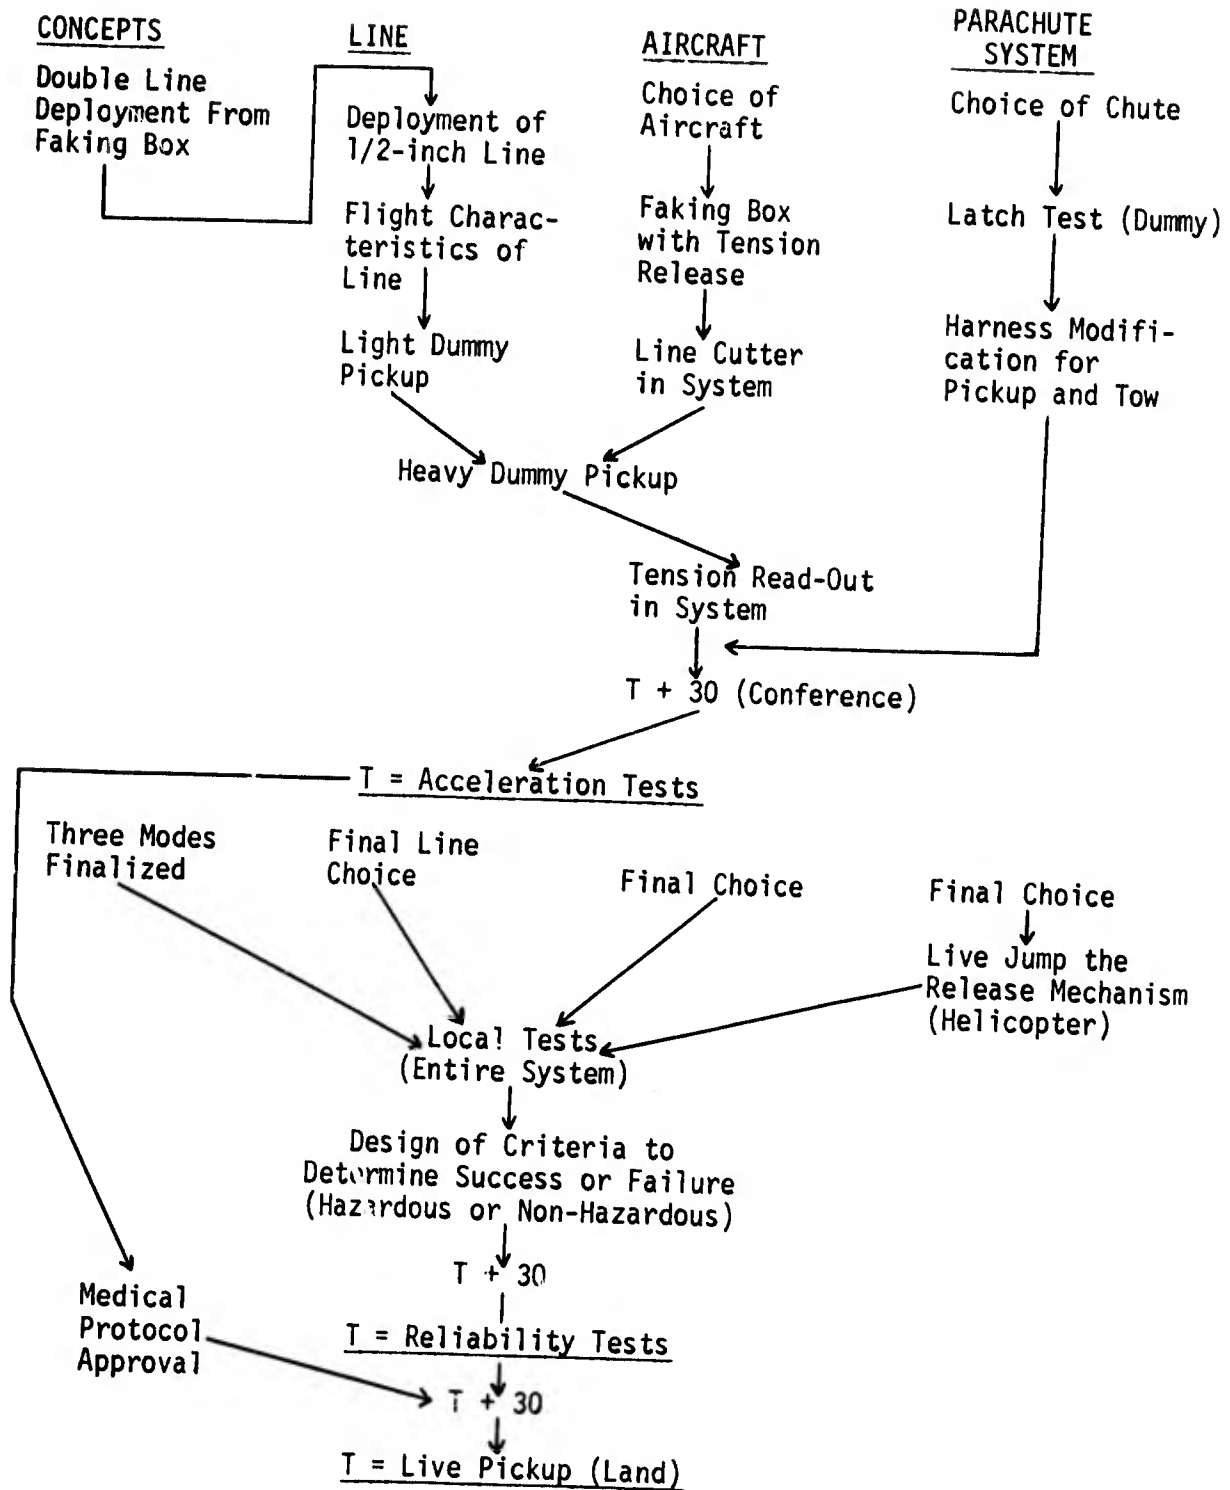 CONCEPTS
Double Line
Deployment From
Faking Box
LINE
Deployment of
1/2-inch Line
Flight Charac-
teristics of
Line
Light Dummy
Pickup
AIRCRAFT
Choice of
Aircraft
Faking Box
with Tension
Release
Line Cutter
in System
PARACHUTE
SYSTEM
Choice of Chute
Latch Test (Dummy)
Harness Modifi-
cation for
Pickup and Tow
Heavy Dummy Pickup
Tension Read-Out
in System
T + 30 (Conference)
T = Acceleration Tests
Three Modes
Finalized
Final Line
Choice
Final Choice
Final Choice
Live Jump the
Release Mechanism
(Helicopter)
Local Tests
(Entire System)
Design of Criteria to
Determine Success or Failure
(Hazardous or Non-Hazardous)
T + 30
Medical
Protocol
Approval
T = Reliability Tests
T + 30
T = Live Pickup (Land)